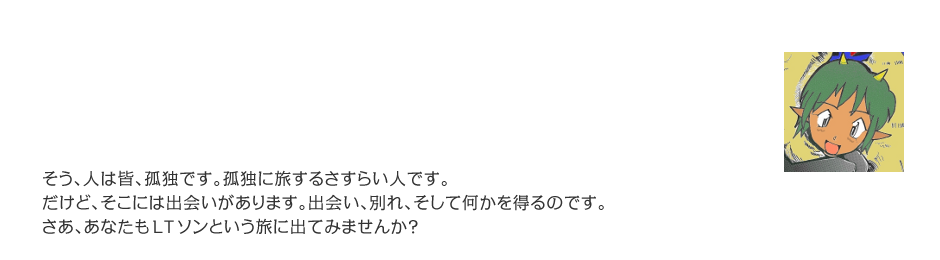 そう、人は皆、孤独です。孤独に旅するさすらい人です。
だけど、そこには出会いがあります。出会い、別れ、そして何かを得るのです。
さあ、あなたもLTソンという旅に出てみませんか？